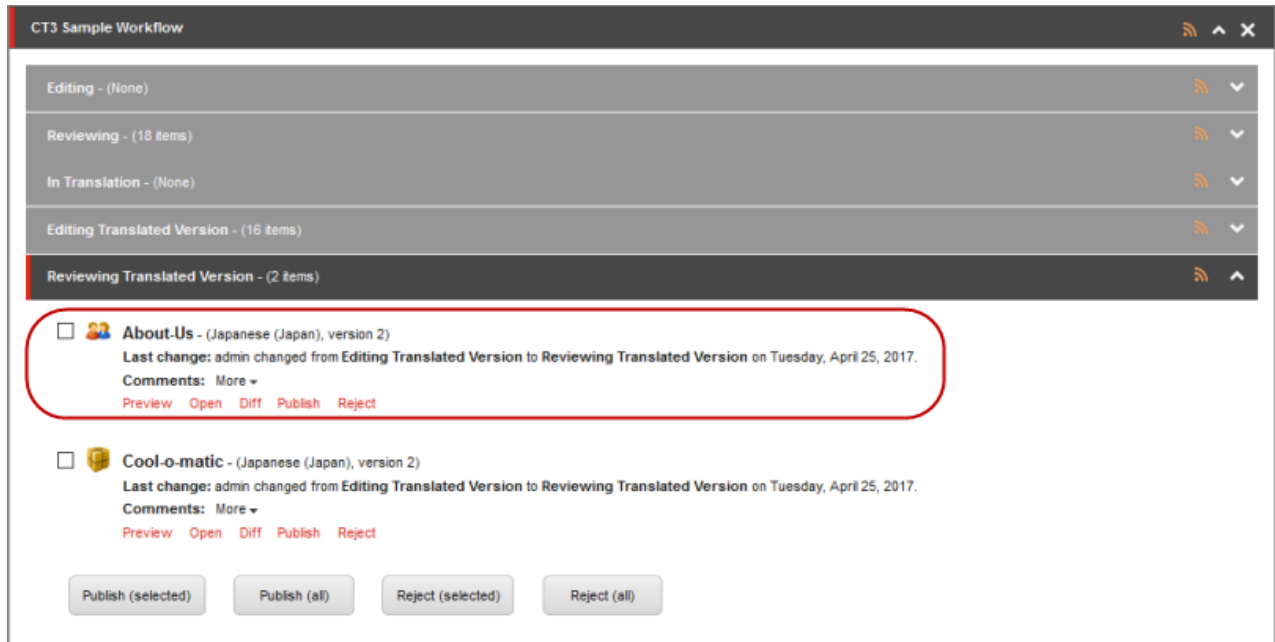 CT3 Sample Workflow
Editing - (None)
Reviewing - (18 items)
In Translation - (None)
Editing Translated Version - (16 items)
Reviewing Translated Version - (2 items)
About-Us - (Japanese (Japan), version 2)
Last change: admin changed from Editing Translated Version to Reviewing Translated Version on Tuesday, April 25, 2017.
Comments: More
Preview Open Diff Publish Reject
Cool-o-matic - (Japanese (Japan), version 2)
Last change: admin changed from Editing Translated Version to Reviewing Translated Version on Tuesday, April 25, 2017.
Comments: More
Preview Open Diff Publish Reject
Publish (selected) Publish (all) Reject (selected) Reject (all)